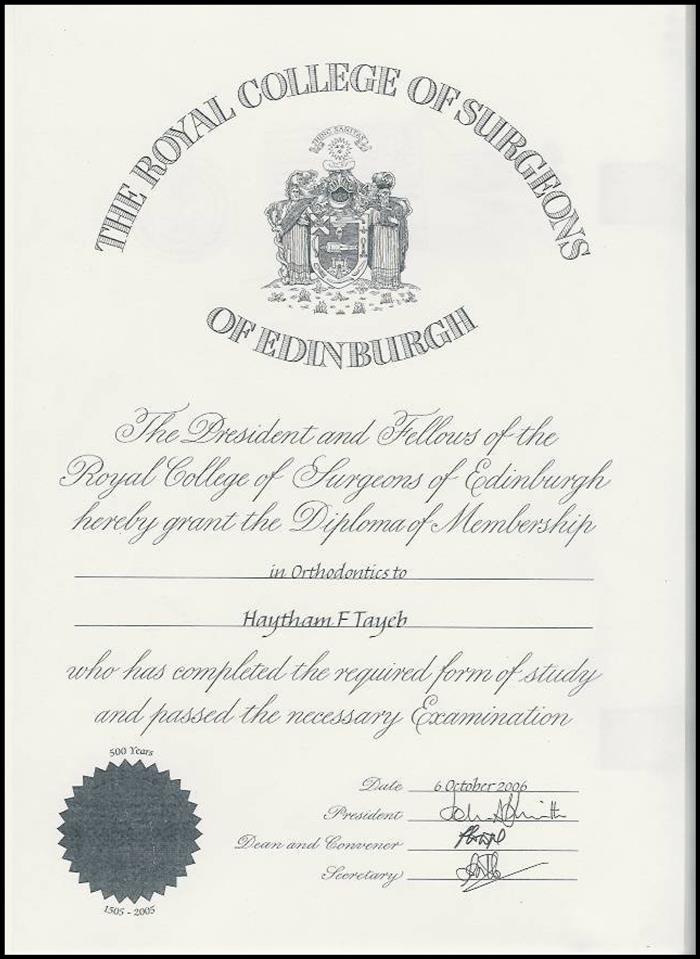 THE ROYAL COLLEGE OF SURGEONS
OF EDINBURGH
The President and Fellows of the
Royal College of Surgeons of Edinburgh
hereby grant the Diploma of Membership
in Orthodontics to
Haytham F Tayeb
who has completed the required form of study
and passed the necessary Examination
500 Years
1505 - 2005
Date 6 October 2006
President
Dean and Convener
Secretary